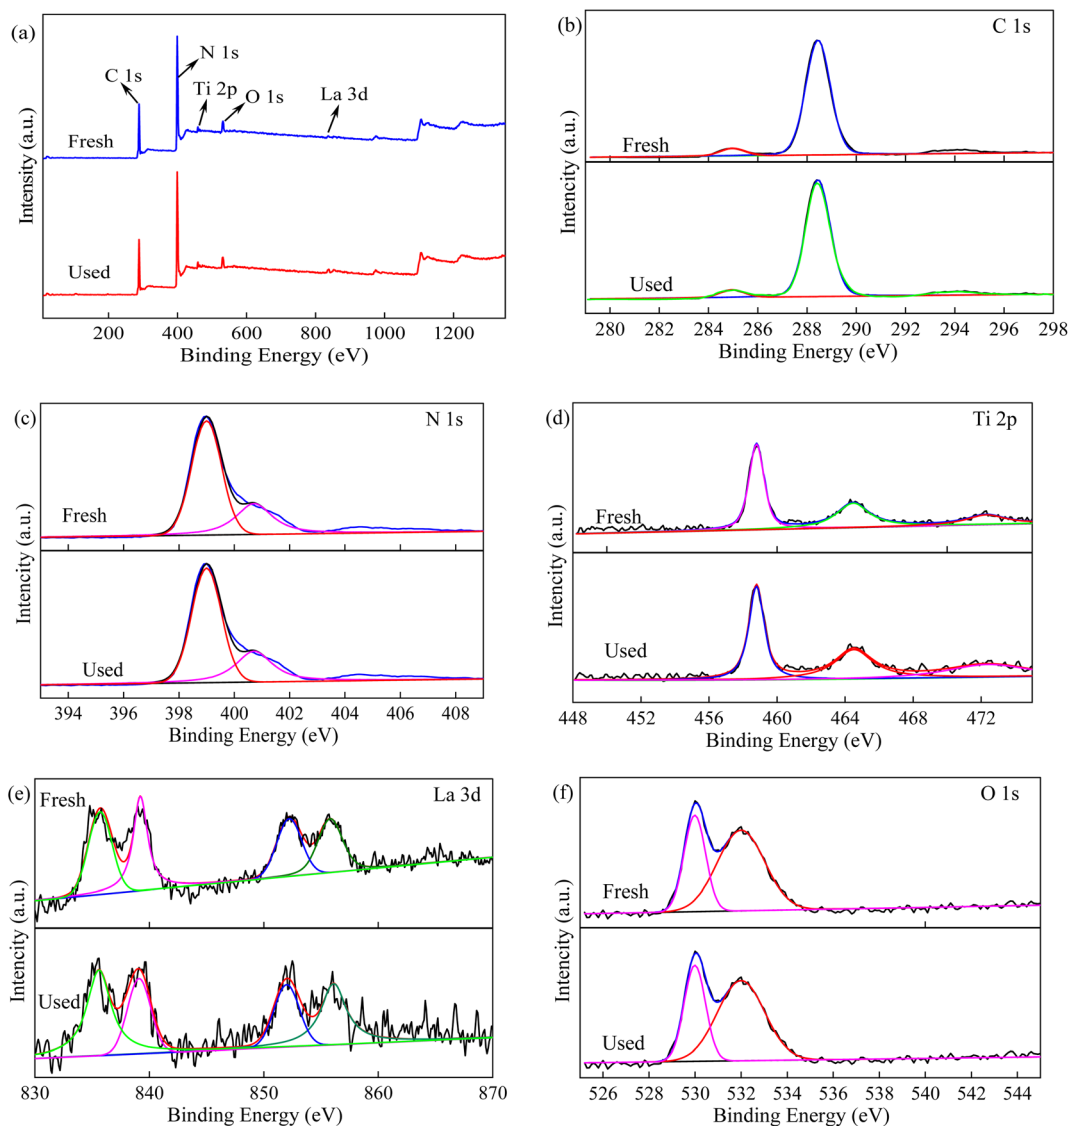 (a)
N 1s
C 1s
Ti 2p
O 1s
La 3d
Fresh
Used
Intensity (a.u.)
200 400 600 800 1000 1200
Binding Energy (eV)
(b)
C 1s
Fresh
Used
Intencity (a.u.)
280 282 284 286 288 290 292 294 296 298
Binding Energy (eV)
(c)
N 1s
Fresh
Used
Intencity (a.u.)
394 396 398 400 402 404 406 408
Binding Energy (eV)
(d)
Ti 2p
Fresh
Used
Intencity (a.u.)
448 452 456 460 464 468 472
Binding Energy (eV)
(e)
La 3d
Fresh
Used
Intencity (a.u.)
830 840 850 860 870
Binding Energy (eV)
(f)
O 1s
Fresh
Used
Intencity (a.u.)
526 528 530 532 534 536 538 540 542 544
Binding Energy (eV)